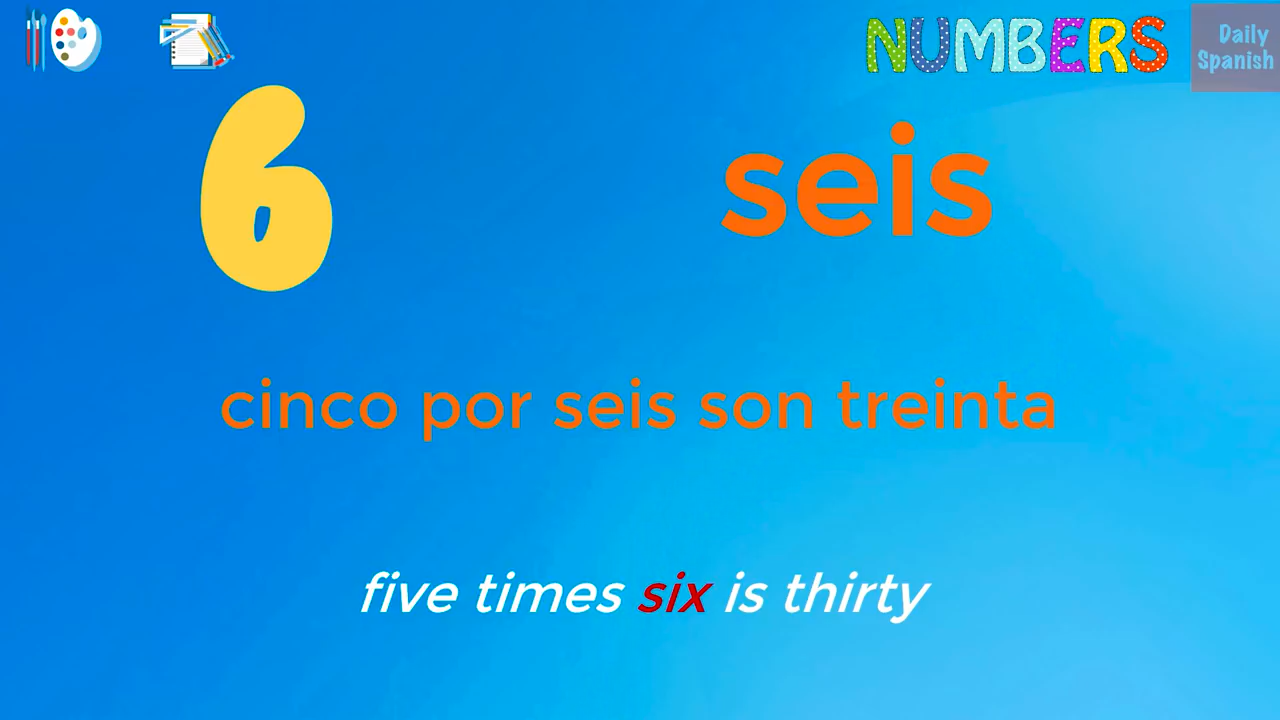 NUMBERS
Daily
Spanish
6
seis
cinco por seis son treinta
five times six is thirty